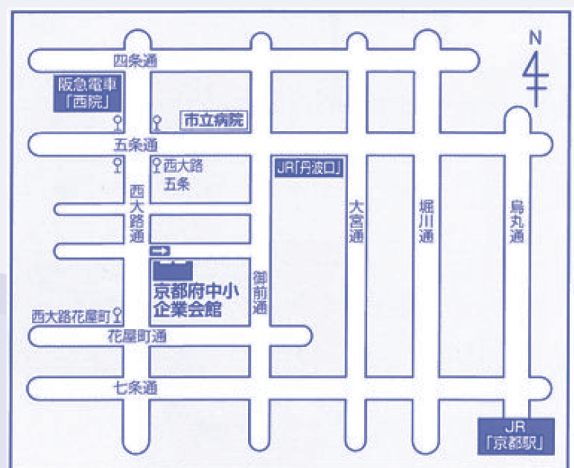 N
四条通
阪急電車
「西院」
市立病院
五条通
西大路
五条
JR「丹波口」
西大路通
大宮通
堀川通
烏丸通
御前通
京都府中小
企業会館
西大路花屋町
花屋町通
七条通
JR
「京都駅」